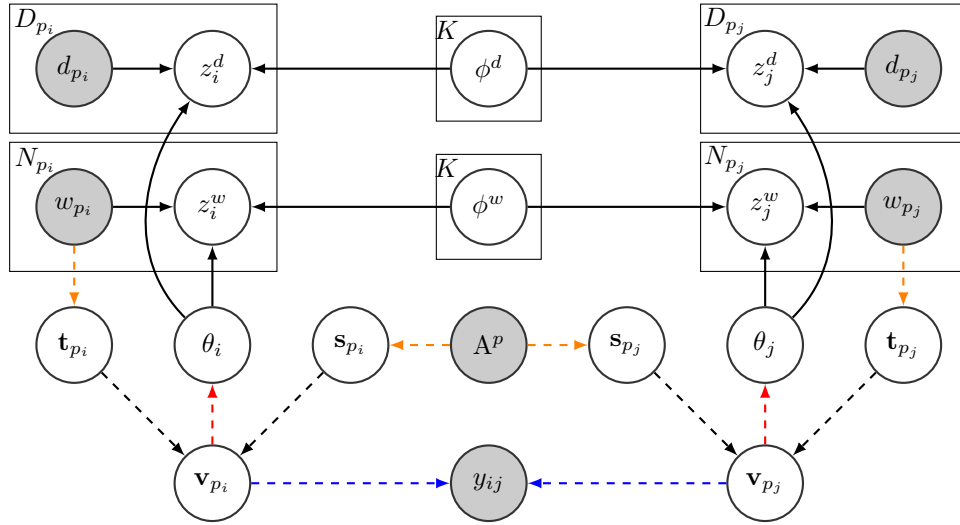 D_{p_i} K D_{p_j}
d_{p_i} z_i^d ϕ^d z_j^d d_{p_j}
N_{p_i} K N_{p_j}
w_{p_i} z_i^w ϕ^w z_j^w w_{p_j}
t_{p_i} θ_i s_{p_i} A^p s_{p_j} θ_j t_{p_j}
v_{p_i} y_{ij} v_{p_j}